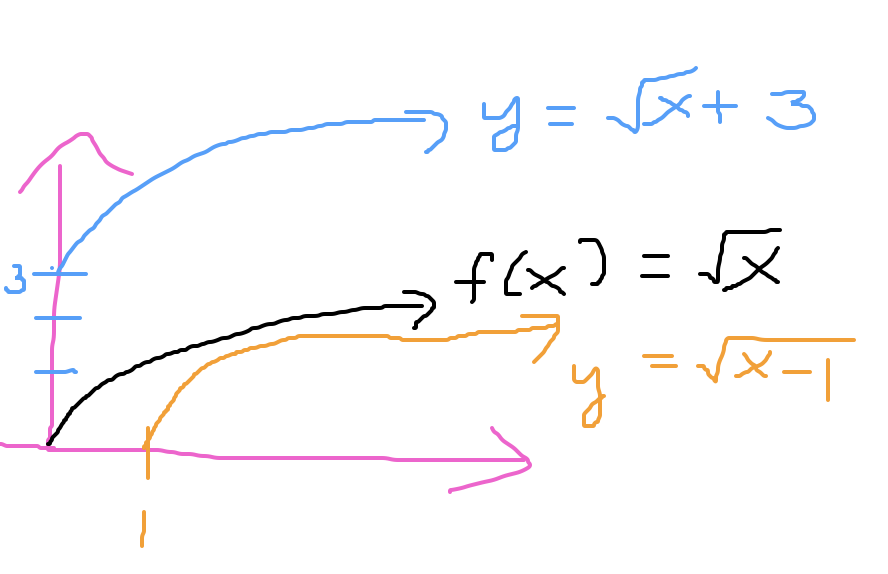 y = √x + 3
f(x) = √x
3
y = √x-1
1